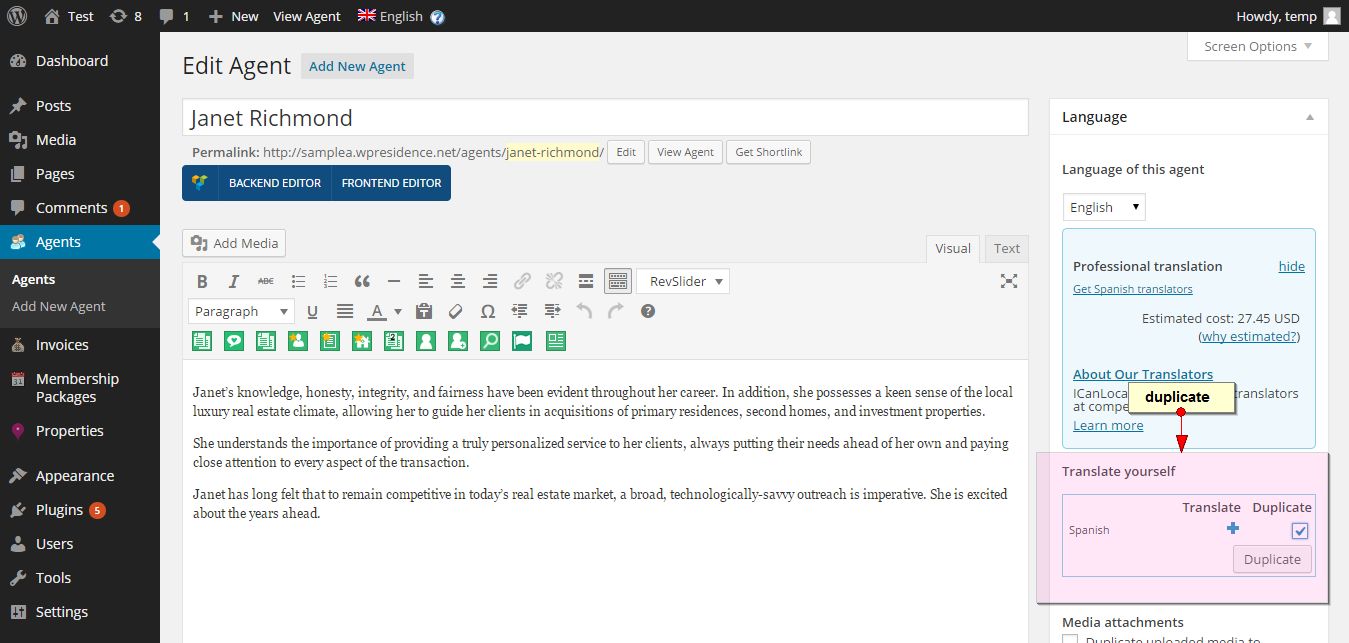 Test
8
1
New
View Agent
English
Howdy, temp
Dashboard
Posts
Media
Pages
Comments 1
Agents
Agents
Add New Agent
Invoices
Membership
Packages
Properties
Appearance
Plugins 5
Users
Tools
Settings
Screen Options
Edit Agent
Add New Agent
Janet Richmond
Permalink: http://samplea.wpresidence.net/agents/janet-richmond/ Edit View Agent Get Shortlink
BACKEND EDITOR FRONTEND EDITOR
Add Media
Visual Text
B I ABC RevSlider
Paragraph U A Ω
Janet’s knowledge, honesty, integrity, and fairness have been evident throughout her career. In addition, she possesses a keen sense of the local
luxury real estate climate, allowing her to guide her clients in acquisitions of primary residences, second homes, and investment properties.
She understands the importance of providing a truly personalized service to her clients, always putting their needs ahead of her own and paying
close attention to every aspect of the transaction.
Janet has long felt that to remain competitive in today’s real estate market, a broad, technologically-savvy outreach is imperative. She is excited
about the years ahead.
Language
Language of this agent
English
Professional translation hide
Get Spanish translators
Estimated cost: 27.45 USD
(why estimated?)
About Our Translators
translators
at
duplicate
Learn more
Translate yourself
Translate Duplicate
Spanish
Duplicate
Media attachments
Duplicate uploaded media to